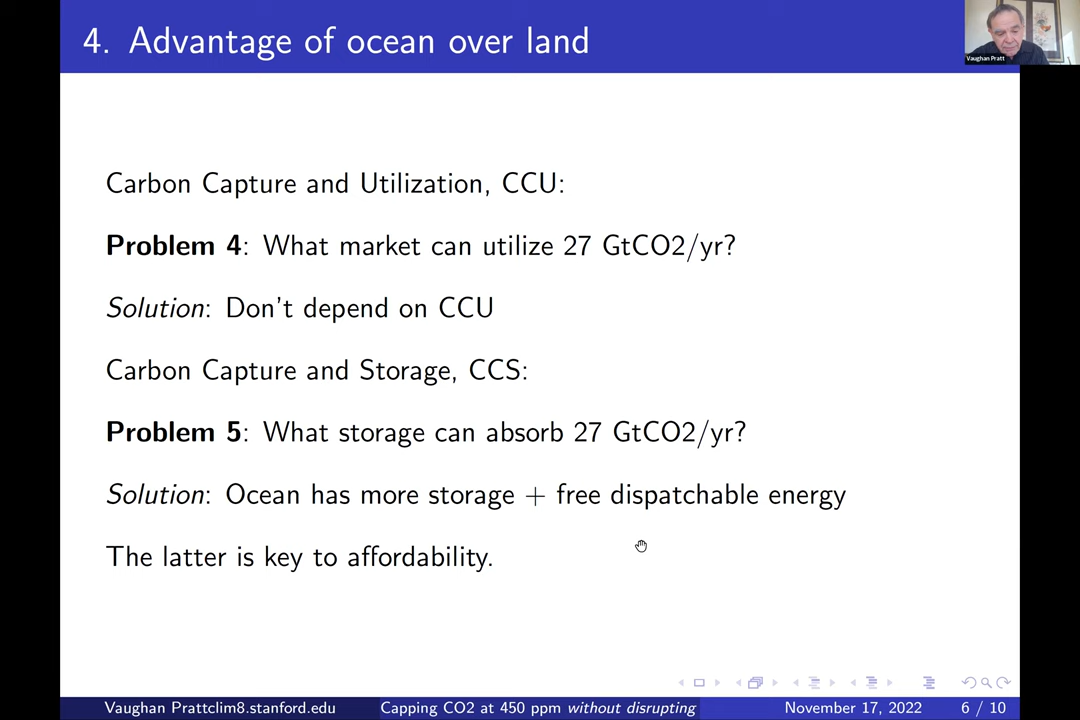 4. Advantage of ocean over land
Vaughan Pratt
Carbon Capture and Utilization, CCU:
Problem 4: What market can utilize 27 GtCO2/yr?
Solution: Don't depend on CCU
Carbon Capture and Storage, CCS:
Problem 5: What storage can absorb 27 GtCO2/yr?
Solution: Ocean has more storage + free dispatchable energy
The latter is key to affordability.
Vaughan Prattclim8.stanford.edu Capping CO2 at 450 ppm without disrupting November 17, 2022 6 / 10